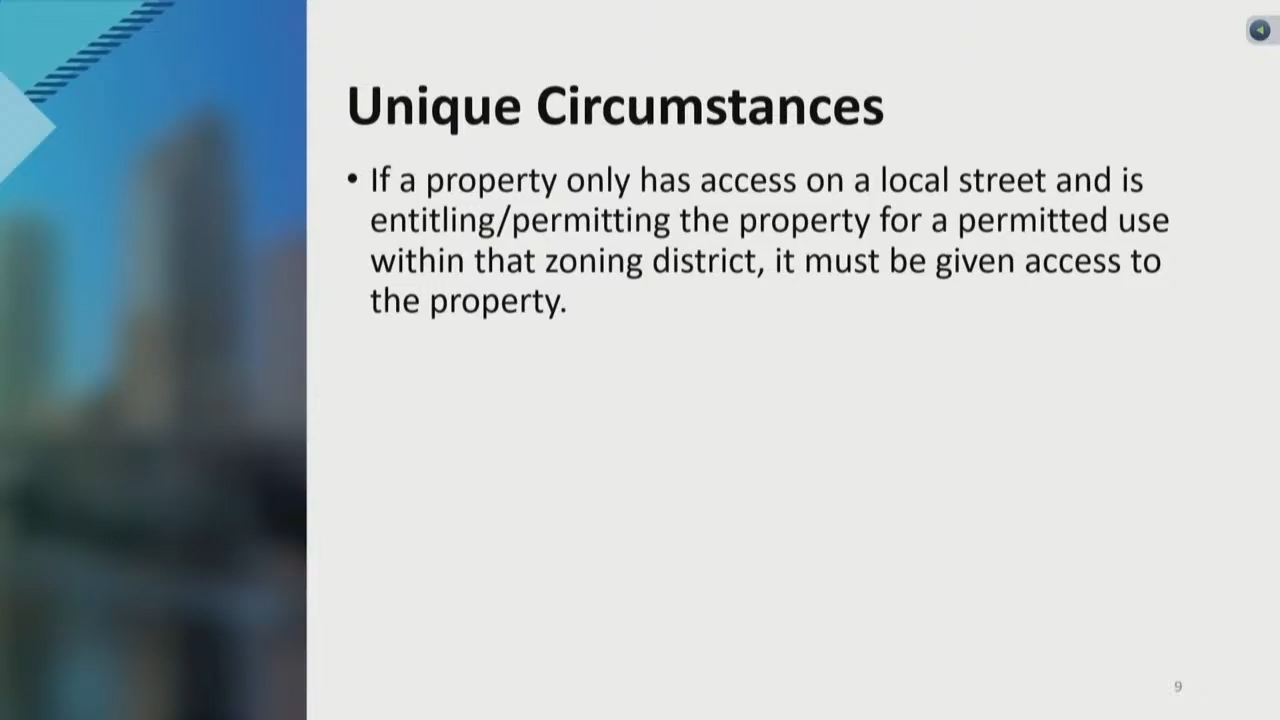 Unique Circumstances
• If a property only has access on a local street and is
entitling/permitting the property for a permitted use
within that zoning district, it must be given access to
the property.
9